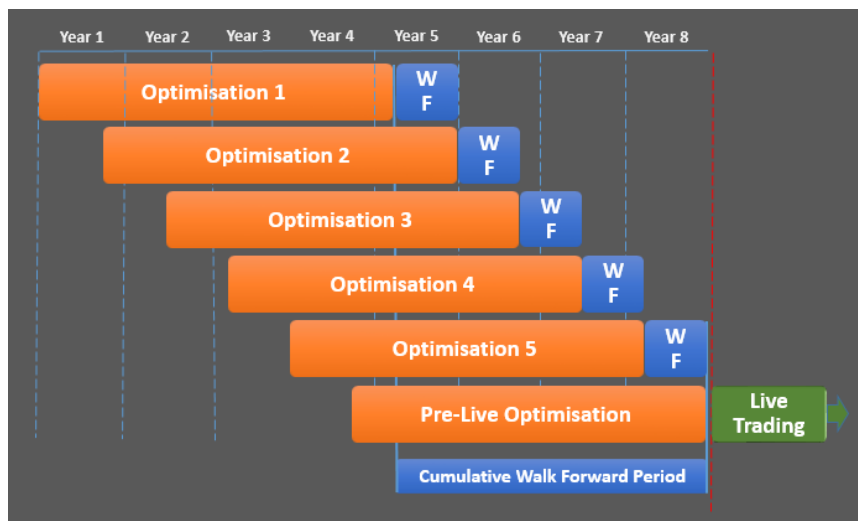 Year 1 Year 2 Year 3 Year 4 Year 5 Year 6 Year 7 Year 8
Optimisation 1
W
F
Optimisation 2
W
F
Optimisation 3
W
F
Optimisation 4
W
F
Optimisation 5
W
F
Pre-Live Optimisation
Live
Trading
Cumulative Walk Forward Period